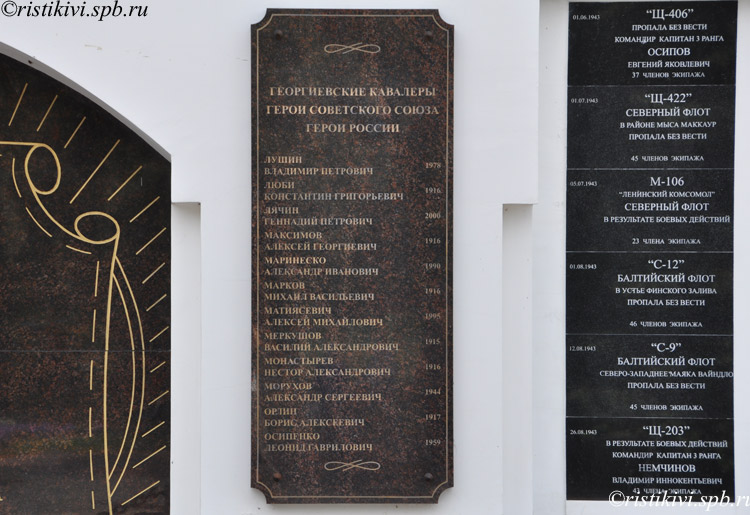 ©ristikivi.spb.ru
ГЕОРГИЕВСКИЕ КАВАЛЕРЫ
ГЕРОИ СОВЕТСКОГО СОЮЗА
ГЕРОИ РОССИИ
ЛУШИН
ВЛАДИМИР ПЕТРОВИЧ 1978
ЛЮБИ
КОНСТАНТИН ГРИГОРЬЕВИЧ 1916
ЛЯЧИН
ГЕННАДИЙ ПЕТРОВИЧ 2000
МАКСИМОВ
АЛЕКСЕЙ ГЕОРГИЕВИЧ 1916
МАРИНЕСКО
АЛЕКСАНДР ИВАНОВИЧ 1990
МАРКОВ
МИХАИЛ ВАСИЛЬЕВИЧ 1916
МАТИЯСЕВИЧ
АЛЕКСЕЙ МИХАЙЛОВИЧ 1995
МЕРКУШОВ
ВАСИЛИЙ АЛЕКСАНДРОВИЧ 1915
МОНАСТЫРЕВ
НЕСТОР АЛЕКСАНДРОВИЧ 1916
МОРУХОВ
АЛЕКСАНДР СЕРГЕЕВИЧ 1944
ОРЛИН
БОРИС АЛЕКСЕЕВИЧ 1917
ОСИПЕНКО
ЛЕОНИД ГАВРИЛОВИЧ 1959
01.06.1943 "Щ-406"
ПРОПАЛА БЕЗ ВЕСТИ
КОМАНДИР КАПИТАН 3 РАНГА
ОСИПОВ
ЕВГЕНИЙ ЯКОВЛЕВИЧ
37 ЧЛЕНОВ ЭКИПАЖА
01.07.1943 "Щ-422"
СЕВЕРНЫЙ ФЛОТ
В РАЙОНЕ МЫСА МАККАУР
ПРОПАЛА БЕЗ ВЕСТИ
45 ЧЛЕНОВ ЭКИПАЖА
05.07.1943 М-106
"ЛЕНИНСКИЙ КОМСОМОЛ"
СЕВЕРНЫЙ ФЛОТ
В РЕЗУЛЬТАТЕ БОЕВЫХ ДЕЙСТВИЙ
23 ЧЛЕНА ЭКИПАЖА
01.08.1943 "С-12"
БАЛТИЙСКИЙ ФЛОТ
В УСТЬЕ ФИНСКОГО ЗАЛИВА
ПРОПАЛА БЕЗ ВЕСТИ
46 ЧЛЕНОВ ЭКИПАЖА
12.08.1943 "С-9"
БАЛТИЙСКИЙ ФЛОТ
СЕВЕРО-ЗАПАДНЕЕ МАЯКА ВАЙНДЛО
ПРОПАЛА БЕЗ ВЕСТИ
45 ЧЛЕНОВ ЭКИПАЖА
26.08.1943 "Щ-203"
В РЕЗУЛЬТАТЕ БОЕВЫХ ДЕЙСТВИЙ
КОМАНДИР КАПИТАН 3 РАНГА
НЕМЧИНОВ
ВЛАДИМИР ИННОКЕНТЬЕВИЧ
ЧЛЕНА ЭКИПАЖА
©ristikivi.spb.ru